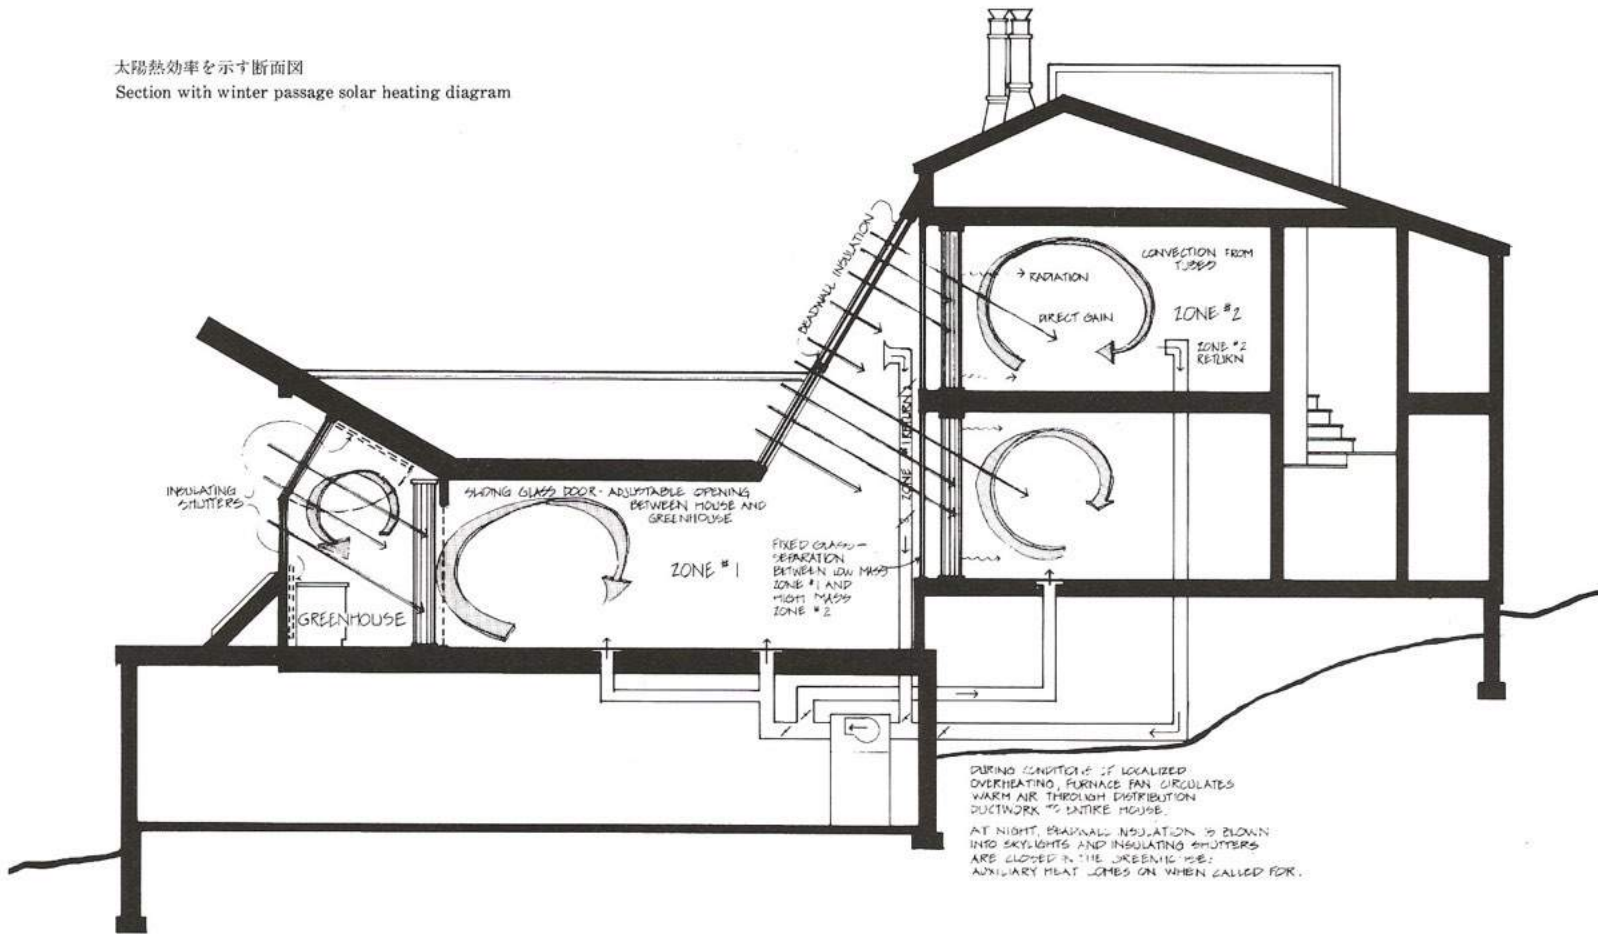 太陽熱効率を示す断面図
Section with winter passage solar heating diagram
BEADWALL INSULATION
RADIATION
CONVECTION FROM
TUBES
DIRECT GAIN
ZONE #2
ZONE #2
RETURN
ZONE #1 RETURN
INSULATING
SHUTTERS
SLIDING GLASS DOOR - ADJUSTABLE OPENING
BETWEEN HOUSE AND
GREENHOUSE
ZONE #1
FIXED GLASS -
SEPARATION
BETWEEN LOW MASS
ZONE #1 AND
HIGH MASS
ZONE #2
GREENHOUSE
DURING CONDITIONS OF LOCALIZED
OVERHEATING, FURNACE FAN CIRCULATES
WARM AIR THROUGH DISTRIBUTION
DUCTWORK TO ENTIRE HOUSE.
AT NIGHT, BEADWALL INSULATION IS BLOWN
INTO SKYLIGHTS AND INSULATING SHUTTERS
ARE CLOSED IN THE GREENHOUSE.
AUXILIARY HEAT COMES ON WHEN CALLED FOR.